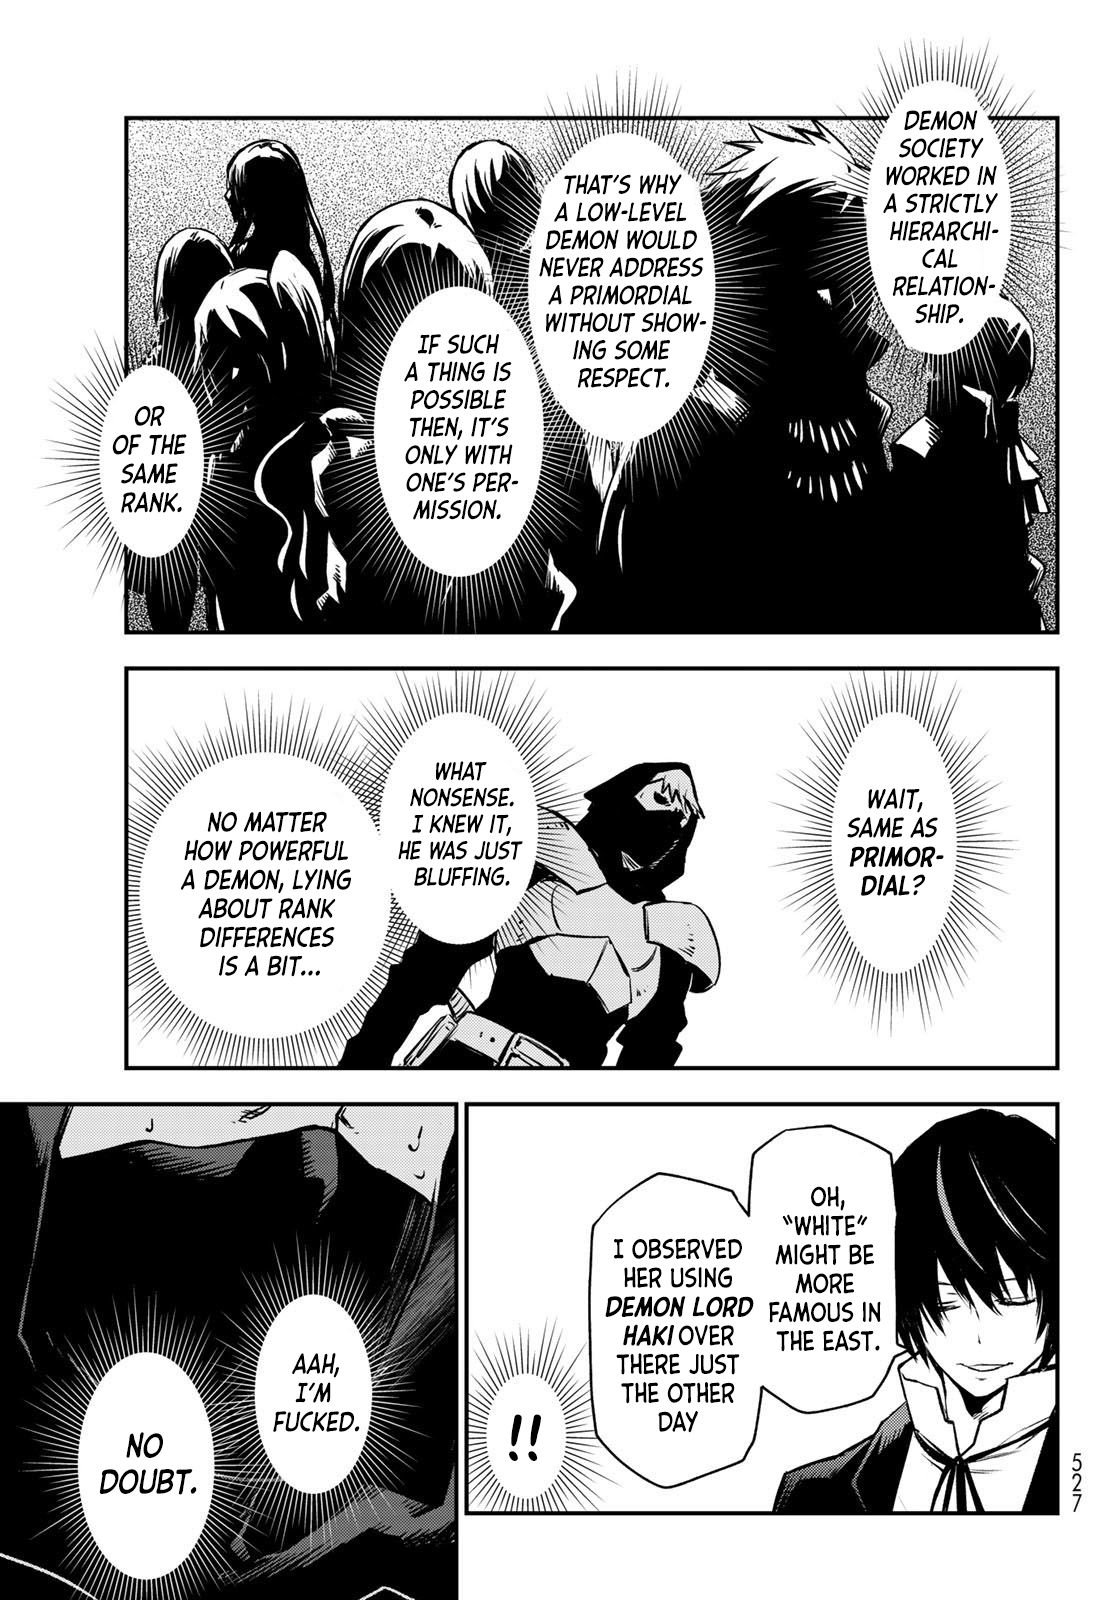 DEMON
SOCIETY
WORKED IN
A STRICTLY
HIERARCHI-
CAL
RELATION-
SHIP.
THAT'S WHY
A LOW-LEVEL
DEMON WOULD
NEVER ADDRESS
A PRIMORDIAL
WITHOUT SHOW-
ING SOME
RESPECT.
IF SUCH
A THING IS
POSSIBLE
THEN, IT'S
ONLY WITH
ONE'S PER-
MISSION.
OR
OF THE
SAME
RANK.
WAIT,
SAME AS
PRIMOR-
DIAL?
WHAT
NONSENSE.
I KNEW IT,
HE WAS JUST
BLUFFING.
NO MATTER
HOW POWERFUL
A DEMON, LYING
ABOUT RANK
DIFFERENCES
IS A BIT...
OH,
"WHITE"
MIGHT BE
MORE
FAMOUS IN
THE EAST.
I OBSERVED
HER USING
DEMON LORD
HAKI OVER
THERE JUST
THE OTHER
DAY
!!
AAH,
I'M
FUCKED.
NO
DOUBT.
527